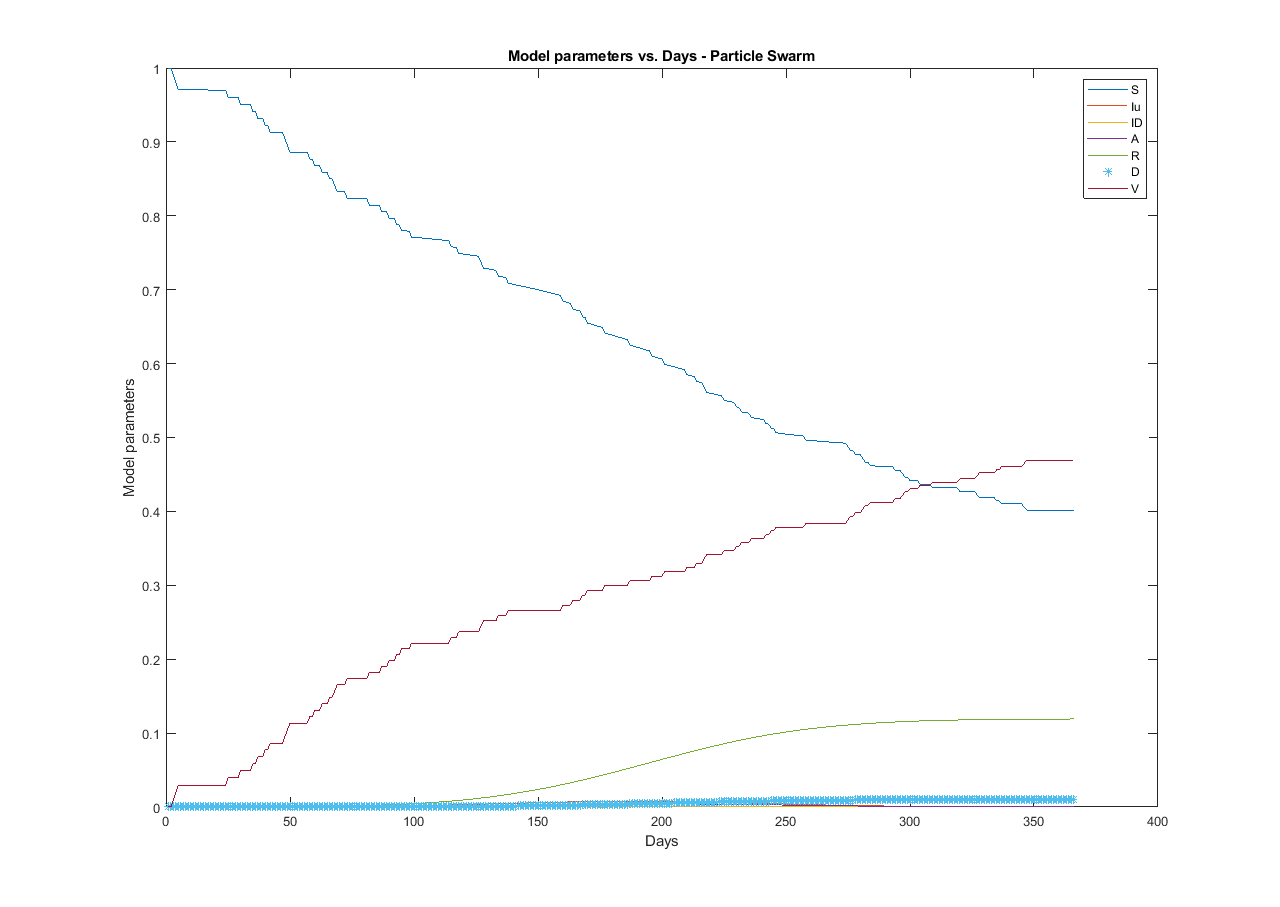 Model parameters vs. Days - Particle Swarm
1
0.9
0.8
0.7
0.6
0.5
0.4
0.3
0.2
0.1
0
Model parameters
0 50 100 150 200 250 300 350 400
Days
S
Iu
ID
A
R
D
V